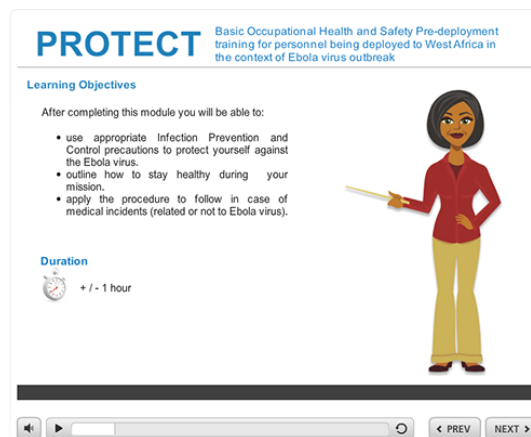 PROTECT
Basic Occupational Health and Safety Pre-deployment
training for personnel being deployed to West Africa in
the context of Ebola virus outbreak
Learning Objectives
After completing this module you will be able to:
• use appropriate Infection Prevention and
Control precautions to protect yourself against
the Ebola virus.
• outline how to stay healthy during your
mission.
• apply the procedure to follow in case of
medical incidents (related or not to Ebola virus).
Duration
+ / - 1 hour
PREV
NEXT